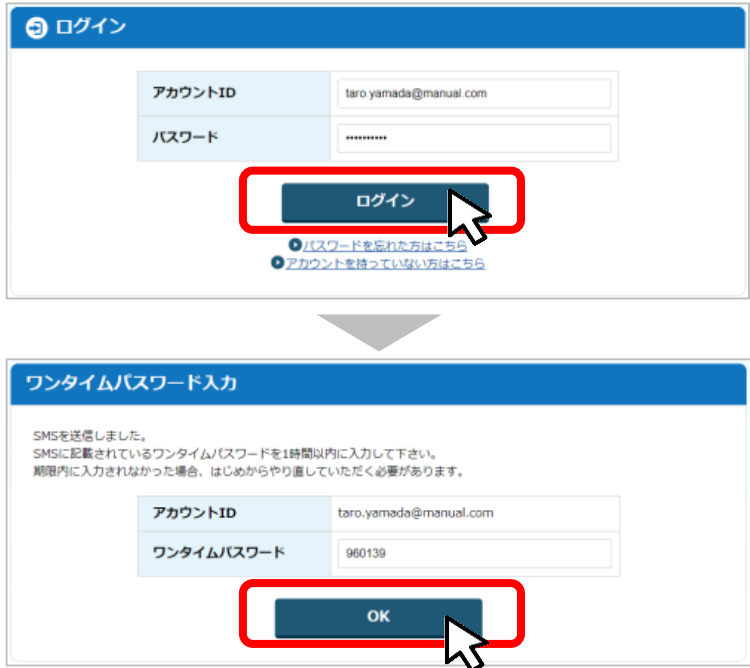 ログイン
アカウントID
taro.yamada@manual.com
パスワード
••••••••••
ログイン
パスワードを忘れた方はこちら
アカウントを持っていない方はこちら
ワンタイムパスワード入力
SMSを送信しました。
SMSに記載されているワンタイムパスワードを1時間以内に入力して下さい。
期限内に入力されなかった場合、はじめからやり直していただく必要があります。
アカウントID
taro.yamada@manual.com
ワンタイムパスワード
960139
OK